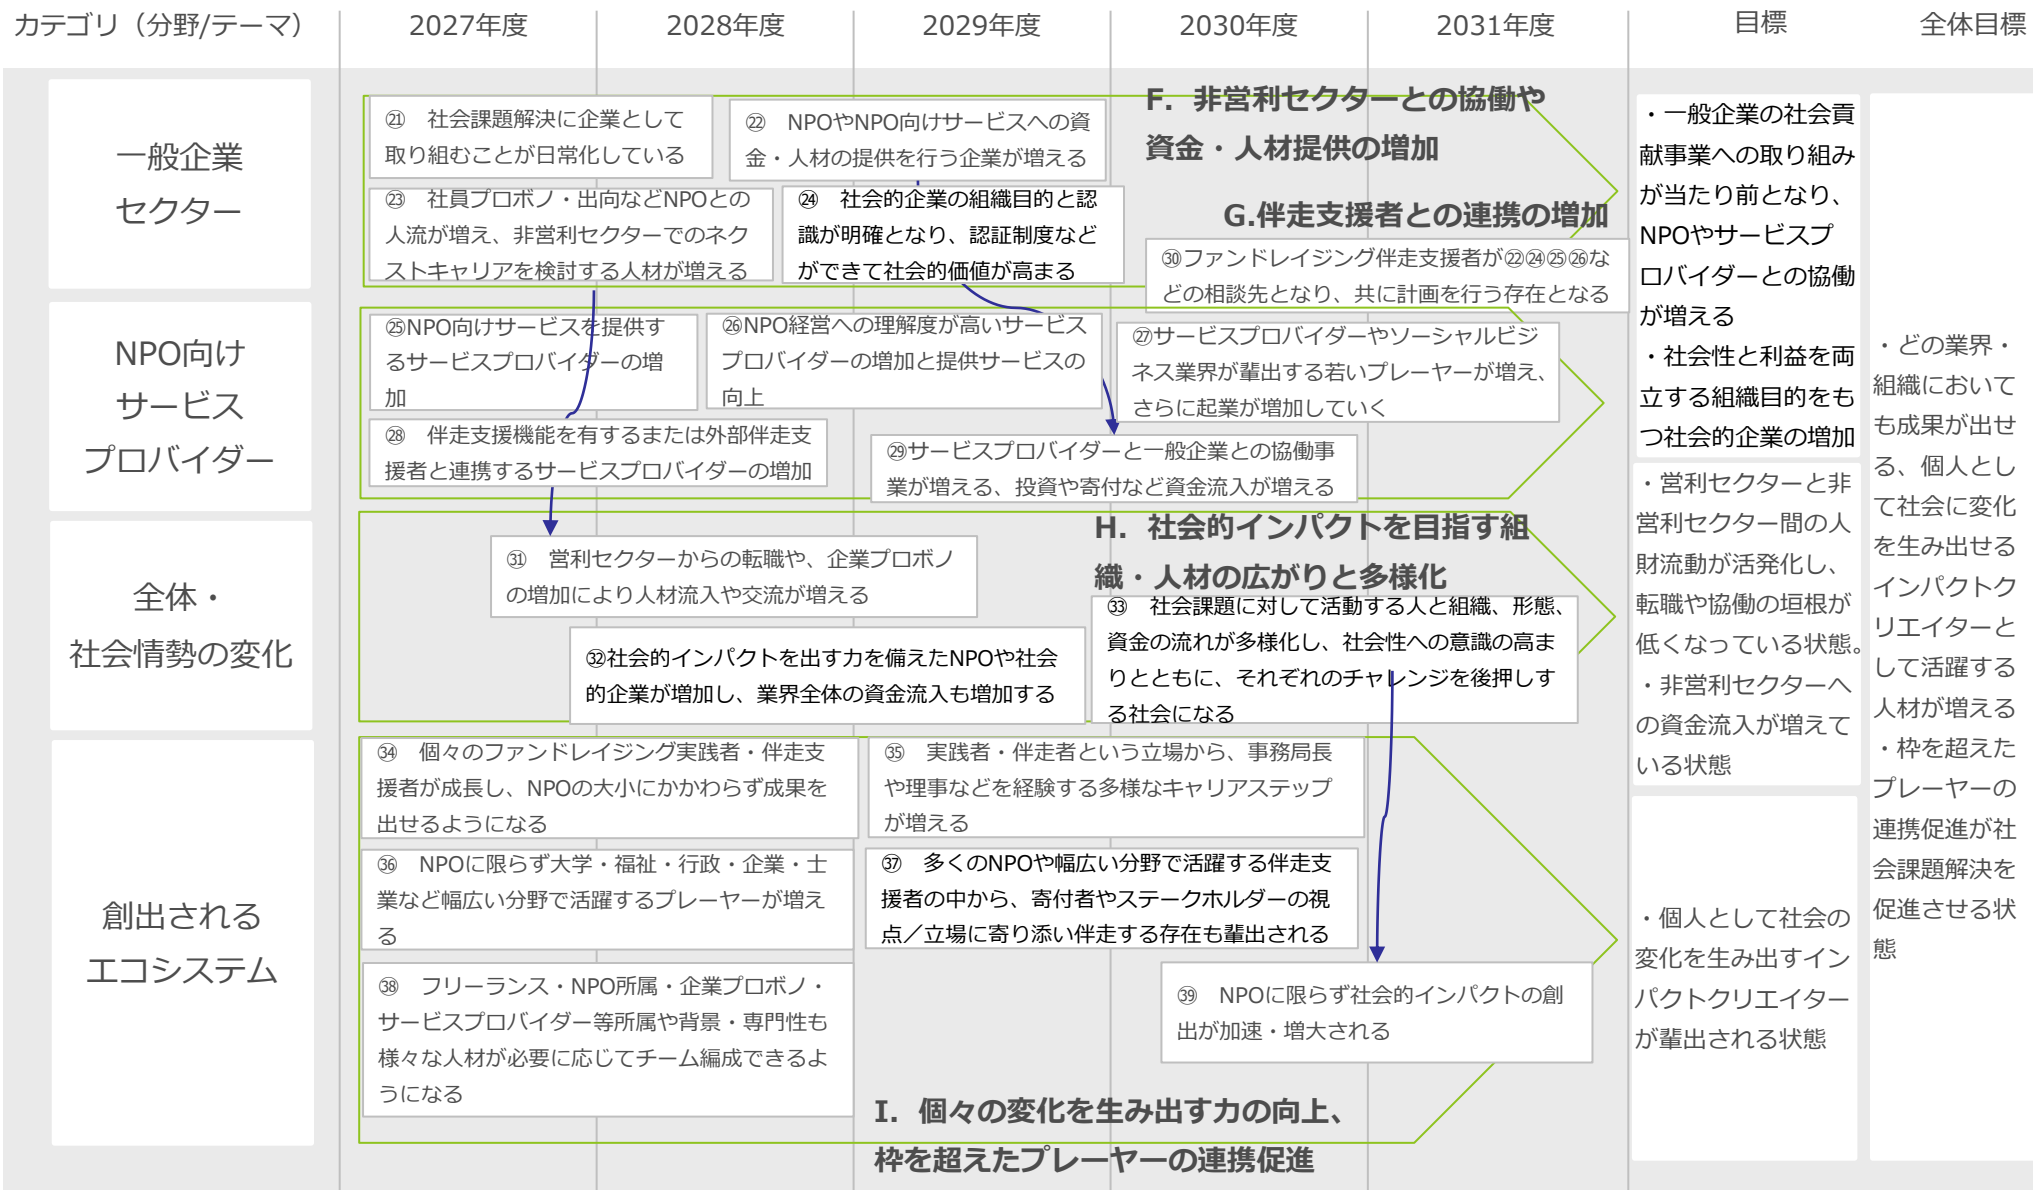 カテゴリ（分野/テーマ）
2027年度
2028年度
2029年度
2030年度
2031年度
目標
全体目標
一般企業
セクター
㉑　社会課題解決に企業として
取り組むことが日常化している
㉒　NPOやNPO向けサービスへの資
金・人材の提供を行う企業が増える
F. 非営利セクターとの協働や
資金・人材提供の増加
㉓　社員プロボノ・出向などNPOとの
人流が増え、非営利セクターでのネク
ストキャリアを検討する人材が増える
㉔　社会的企業の組織目的と認
識が明確となり、認証制度など
ができて社会的価値が高まる
G.伴走支援者との連携の増加
㉚ファンドレイジング伴走支援者が㉒㉔㉕㉖な
どの相談先となり、共に計画を行う存在となる
NPO向け
サービス
プロバイダー
㉕NPO向けサービスを提供す
るサービスプロバイダーの増
加
㉖NPO経営への理解度が高いサービス
プロバイダーの増加と提供サービスの
向上
㉗サービスプロバイダーやソーシャルビジ
ネス業界が輩出する若いプレーヤーが増え、
さらに起業が増加していく
㉘　伴走支援機能を有するまたは外部伴走支
援者と連携するサービスプロバイダーの増加
㉙サービスプロバイダーと一般企業との協働事
業が増える、投資や寄付など資金流入が増える
全体・
社会情勢の変化
H. 社会的インパクトを目指す組
織・人材の広がりと多様化
㉛　営利セクターからの転職や、企業プロボノ
の増加により人材流入や交流が増える
㉜社会的インパクトを出す力を備えたNPOや社会
的企業が増加し、業界全体の資金流入も増加する
㉝　社会課題に対して活動する人と組織、形態、
資金の流れが多様化し、社会性への意識の高ま
りとともに、それぞれのチャレンジを後押しす
る社会になる
創出される
エコシステム
㉞　個々のファンドレイジング実践者・伴走支
援者が成長し、NPOの大小にかかわらず成果を
出せるようになる
㉟　実践者・伴走者という立場から、事務局長
や理事などを経験する多様なキャリアステップ
が増える
㊱　NPOに限らず大学・福祉・行政・企業・士
業など幅広い分野で活躍するプレーヤーが増え
る
㊲　多くのNPOや幅広い分野で活躍する伴走支
援者の中から、寄付者やステークホルダーの視
点／立場に寄り添い伴走する存在も輩出される
㊳　フリーランス・NPO所属・企業プロボノ・
サービスプロバイダー等所属や背景・専門性も
様々な人材が必要に応じてチーム編成できるよ
うになる
㊴　NPOに限らず社会的インパクトの創
出が加速・増大される
I. 個々の変化を生み出す力の向上、
枠を超えたプレーヤーの連携促進
・一般企業の社会貢
献事業への取り組み
が当たり前となり、
NPOやサービスプ
ロバイダーとの協働
が増える
・社会性と利益を両
立する組織目的をも
つ社会的企業の増加
・営利セクターと非
営利セクター間の人
財流動が活発化し、
転職や協働の垣根が
低くなっている状態。
・非営利セクターへ
の資金流入が増えて
いる状態
・個人として社会の
変化を生み出すイン
パクトクリエイター
が輩出される状態
・どの業界・
組織において
も成果が出せ
る、個人とし
て社会に変化
を生み出せる
インパクトク
リエイターと
して活躍する
人材が増える
・枠を超えた
プレーヤーの
連携促進が社
会課題解決を
促進させる状
態